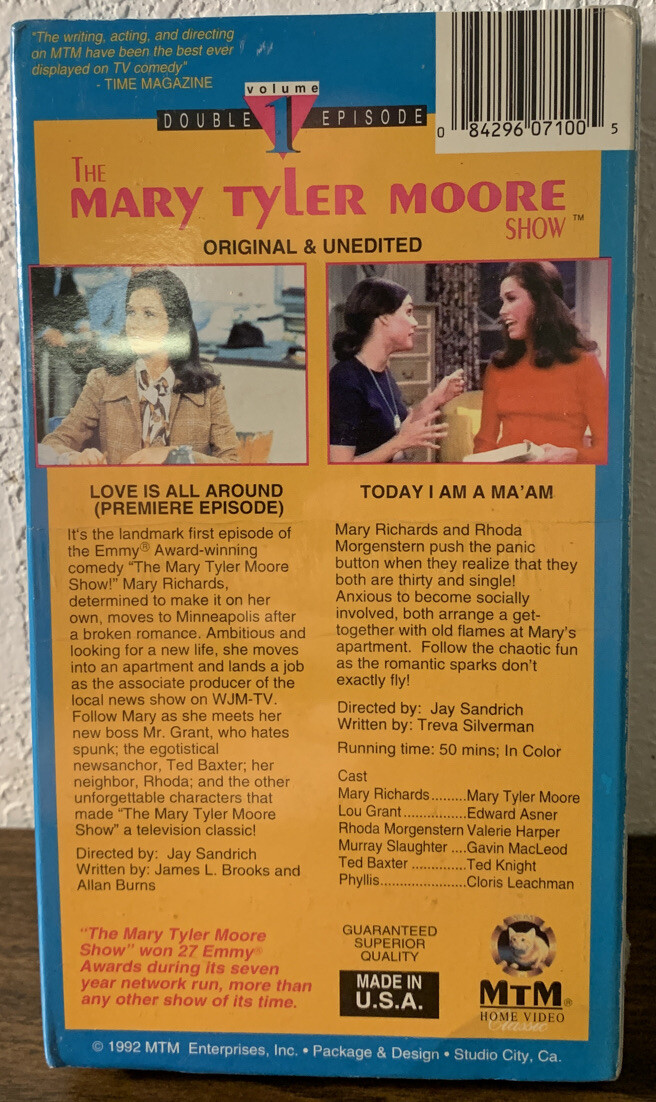 "The writing, acting, and directing
on MTM have been the best ever
displayed on TV comedy"
- TIME MAGAZINE
volume
1
DOUBLE EPISODE
0 84296 07100 5
THE
MARY TYLER MOORE
SHOW ™
ORIGINAL & UNEDITED
LOVE IS ALL AROUND
(PREMIERE EPISODE)
It's the landmark first episode of
the Emmy® Award-winning
comedy “The Mary Tyler Moore
Show!” Mary Richards,
determined to make it on her
own, moves to Minneapolis after
a broken romance. Ambitious and
looking for a new life, she moves
into an apartment and lands a job
as the associate producer of the
local news show on WJM-TV.
Follow Mary as she meets her
new boss Mr. Grant, who hates
spunk; the egotistical
newsanchor, Ted Baxter; her
neighbor, Rhoda; and the other
unforgettable characters that
made “The Mary Tyler Moore
Show” a television classic!
Directed by: Jay Sandrich
Written by: James L. Brooks and
Allan Burns
"The Mary Tyler Moore
Show" won 27 Emmy®
Awards during its seven
year network run, more than
any other show of its time.
TODAY I AM A MA'AM
Mary Richards and Rhoda
Morgenstern push the panic
button when they realize that they
both are thirty and single!
Anxious to become socially
involved, both arrange a get-
together with old flames at Mary's
apartment. Follow the chaotic fun
as the romantic sparks don't
exactly fly!
Directed by: Jay Sandrich
Written by: Treva Silverman
Running time: 50 mins; In Color
Cast
Mary Richards.........Mary Tyler Moore
Lou Grant...............Edward Asner
Rhoda Morgenstern Valerie Harper
Murray Slaughter ....Gavin MacLeod
Ted Baxter ..............Ted Knight
Phyllis......................Cloris Leachman
GUARANTEED
SUPERIOR
QUALITY
MADE IN
U.S.A.
MTM®
HOME VIDEO
Classic
© 1992 MTM Enterprises, Inc. • Package & Design • Studio City, Ca.